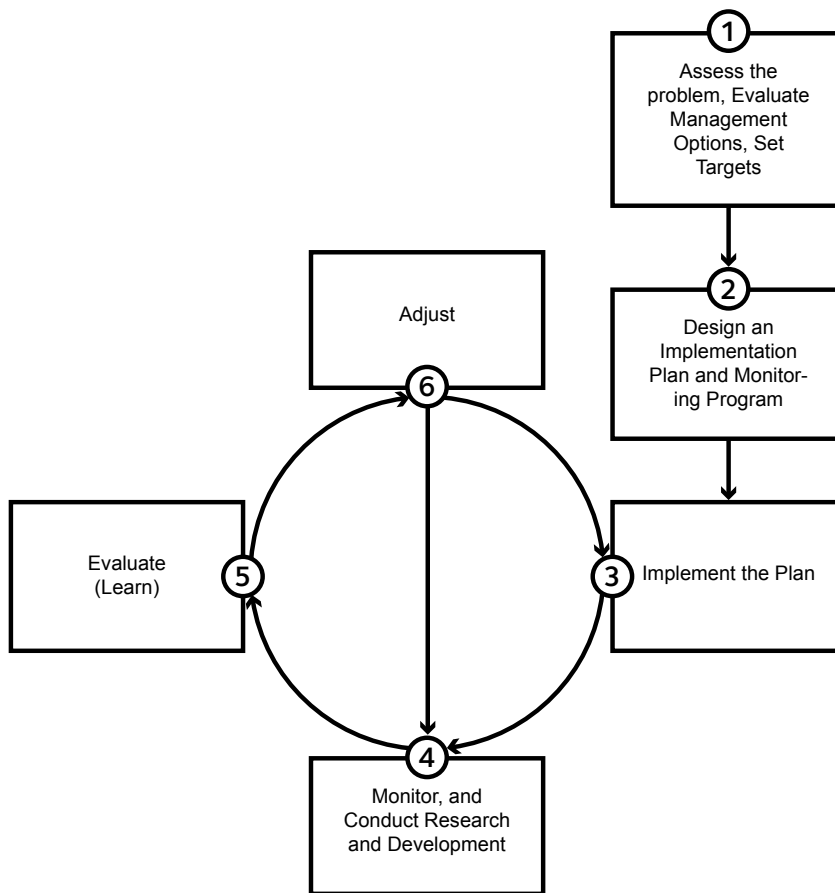 1
Assess the
problem, Evaluate
Management
Options, Set
Targets
2
Design an
Implementation
Plan and Monitor-
ing Program
3
Implement the Plan
4
Monitor, and
Conduct Research
and Development
5
Evaluate
(Learn)
6
Adjust